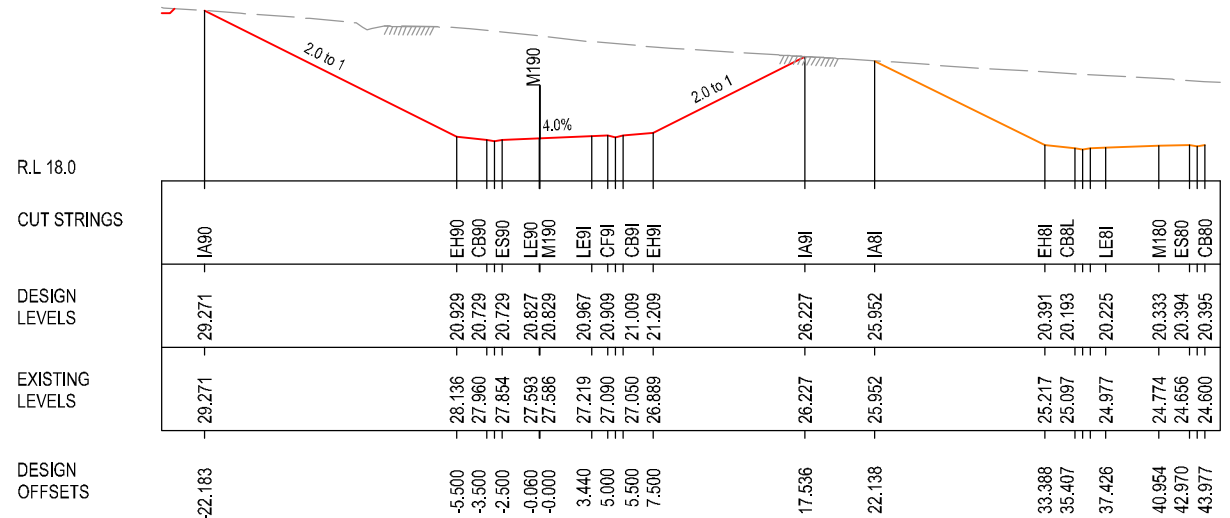 2.0 to 1
M190
4.0%
2.0 to 1
R.L 18.0
CUT STRINGS
IA90 EH90 CB90 ES90 LE90 M190 LE9I CF9I CB9I EH9I IA9I IA8I EH8I CB8L LE8I M180 ES80 CB80
DESIGN
LEVELS
29.271 20.929 20.729 20.729 20.827 20.829 20.967 20.909 21.009 21.209 26.227 25.952 20.391 20.193 20.225 20.333 20.394 20.395
EXISTING
LEVELS
29.271 28.136 27.960 27.854 27.593 27.586 27.219 27.090 27.050 26.889 26.227 25.952 25.217 25.097 24.977 24.774 24.656 24.600
DESIGN
OFFSETS
-22.183 -5.500 -3.500 -2.500 -0.060 -0.000 3.440 5.000 5.500 7.500 17.536 22.138 33.388 35.407 37.426 40.954 42.970 43.977